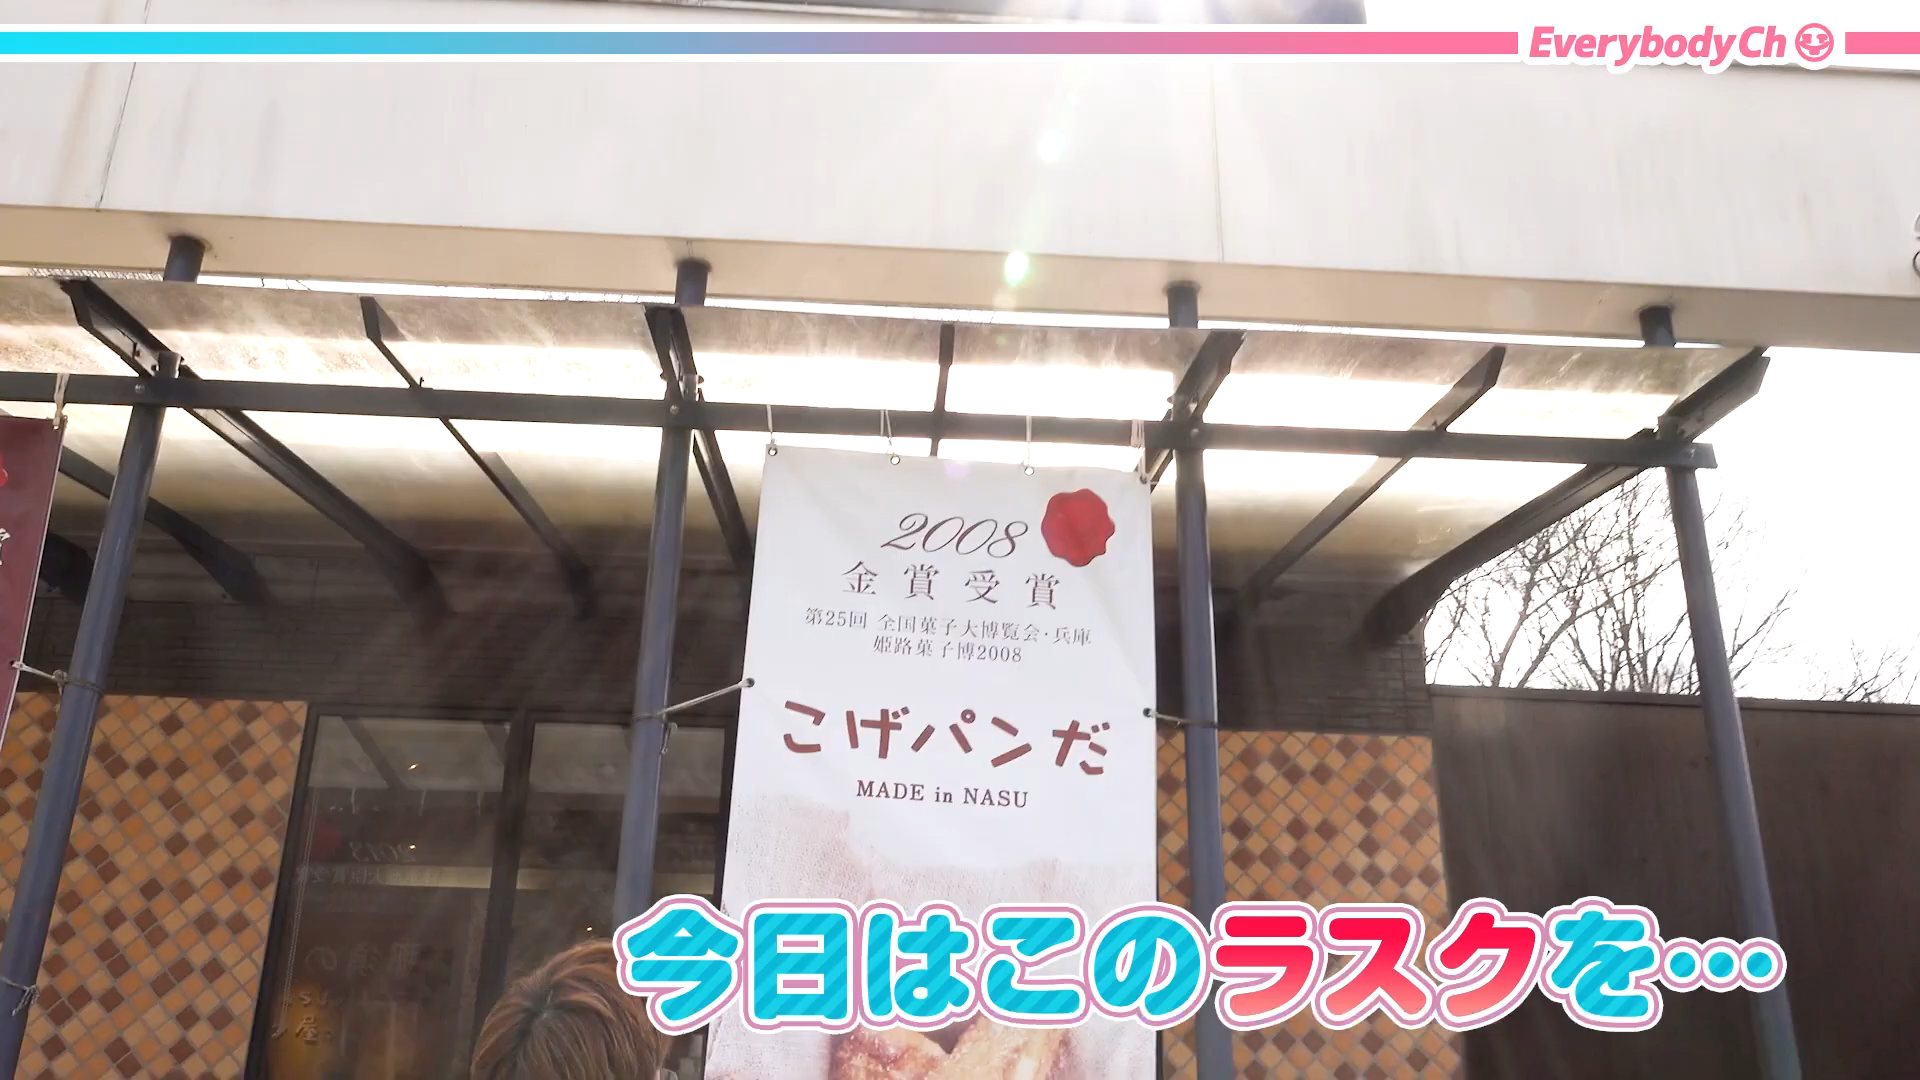 EverybodyCh
2008
金賞受賞
第25回 全国菓子大博覧会・兵庫
姫路菓子博2008
こげパンだ
MADE in NASU
今日はこのラスクを…